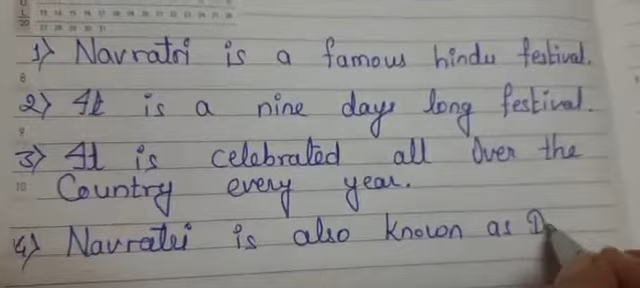 1) Navratri is a famous hindu festival.
2) It is a nine days long festival.
3) It is celebrated all over the
Country every year.
4) Navratri is also known as D